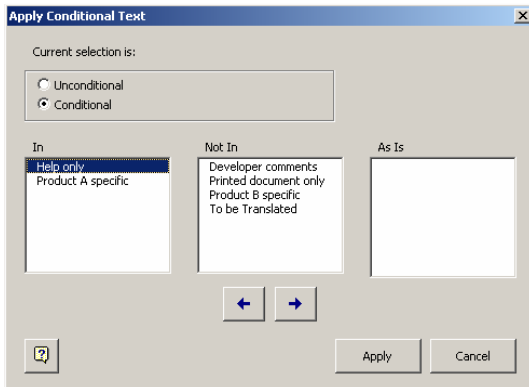 Apply Conditional Text
Current selection is:
Unconditional
Conditional
In
Help only
Product A specific
Not In
Developer comments
Printed document only
Product B specific
To be Translated
As Is
Apply
Cancel